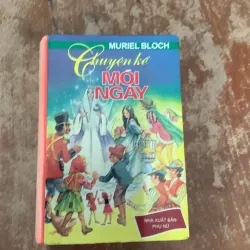 MURIEL BLOCH
Chuyện kể
MỖI
NGÀY
NHÀ XUẤT BẢN
PHỤ NỮ